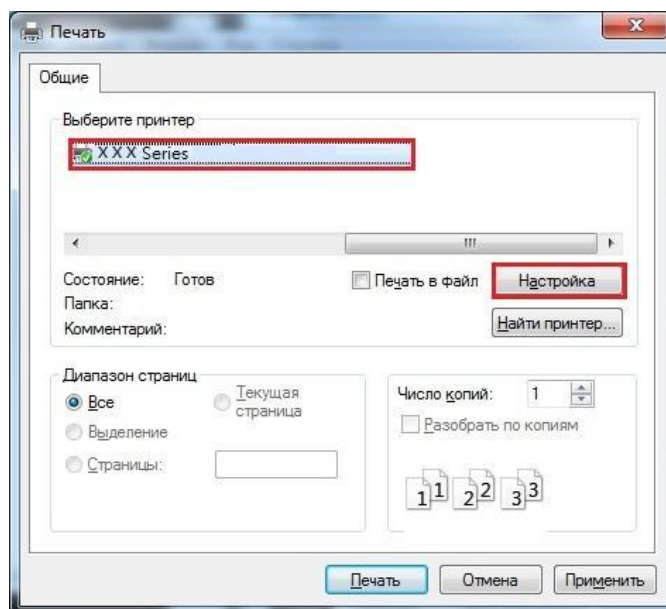 Печать
Общие
Выберите принтер
X X X Series
Состояние: Готов
Печать в файл
Настройка
Папка:
Комментарий:
Найти принтер...
Диапазон страниц
Все
Текущая
страница
Выделение
Страницы:
Число копий: 1
Разобрать по копиям
1 1 2 2 3 3
Печать Отмена Применить